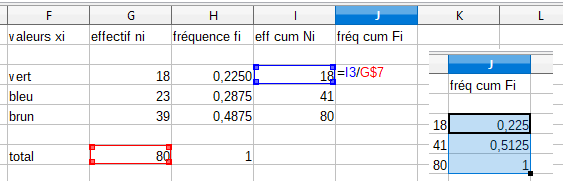 F G H I J K L
valeurs xi effectif ni fréquence fi eff cum Ni fréq cum Fi
vert 18 0,2250 18 =I3/G$7
bleu 23 0,2875 41
brun 39 0,4875 80
total 80 1
J
fréq cum Fi
18 0,225
41 0,5125
80 1